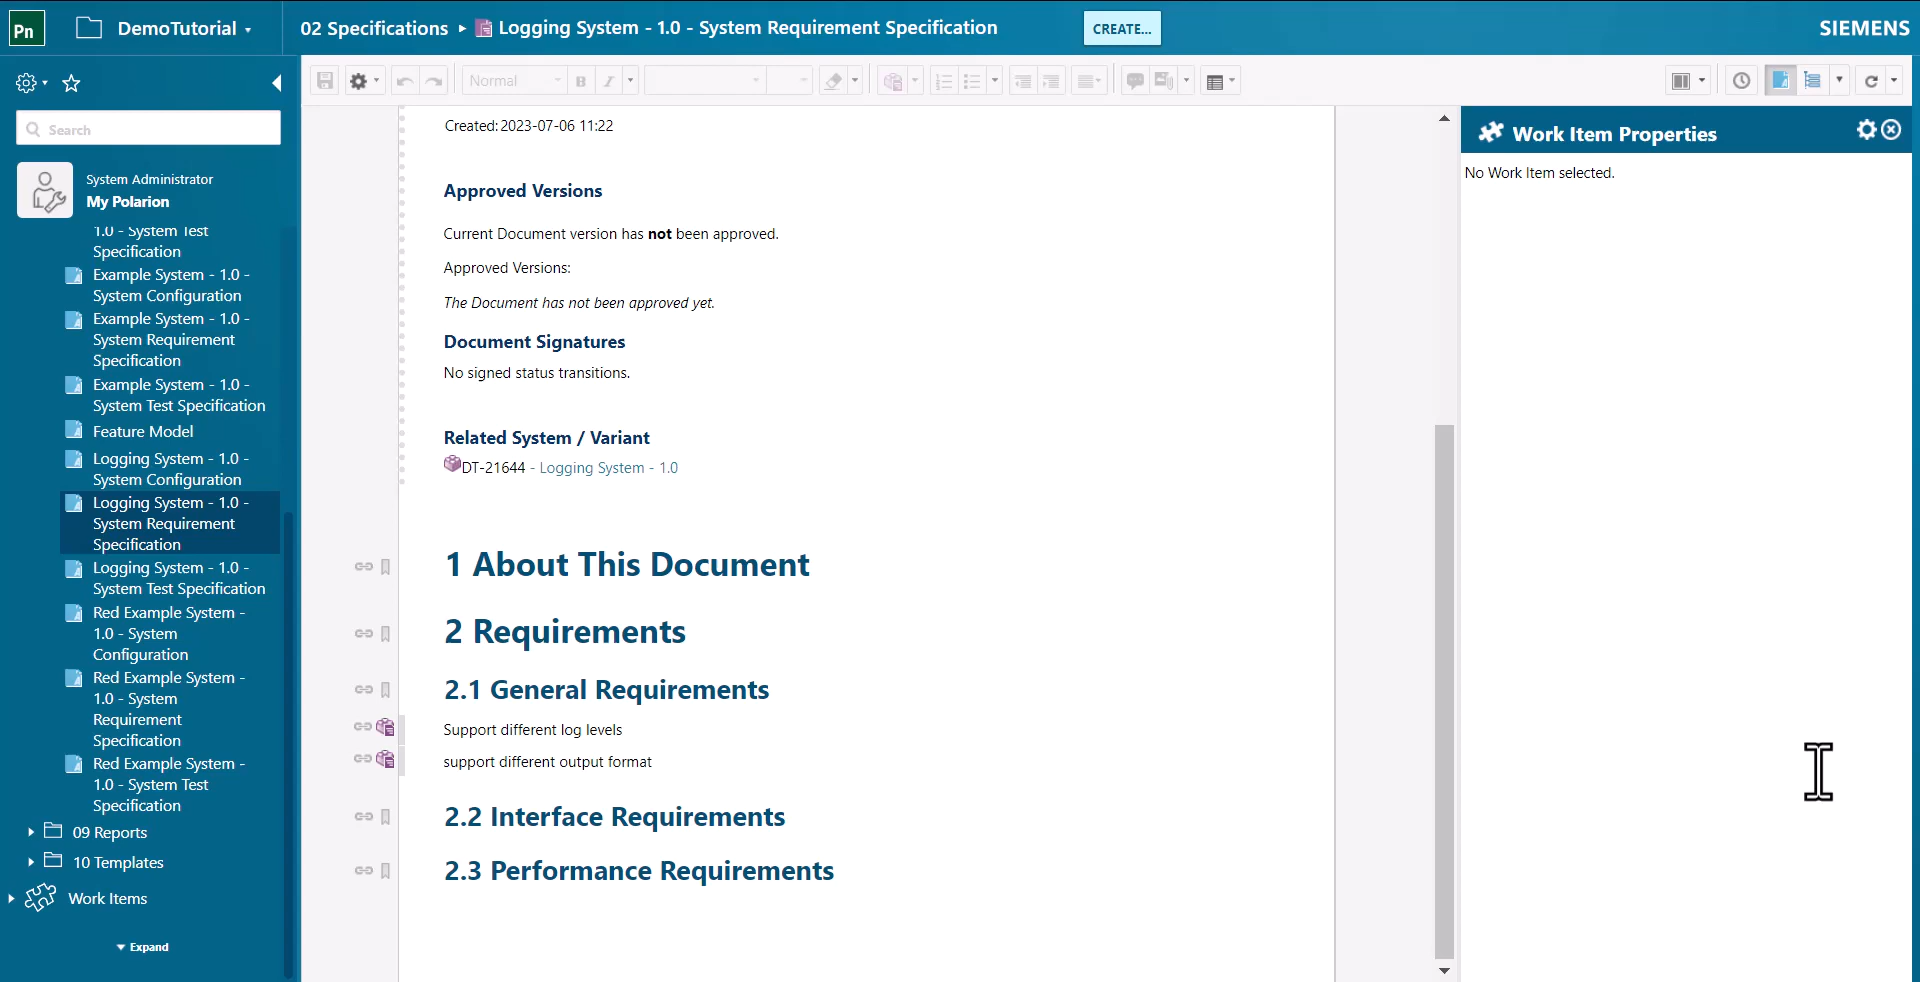 Pn
DemoTutorial
02 Specifications
Logging System - 1.0 - System Requirement Specification
CREATE...
SIEMENS
Search
System Administrator
My Polarion
1.0 - System Test
Specification
Example System - 1.0 -
System Configuration
Example System - 1.0 -
System Requirement
Specification
Example System - 1.0 -
System Test Specification
Feature Model
Logging System - 1.0 -
System Configuration
Logging System - 1.0 -
System Requirement
Specification
Logging System - 1.0 -
System Test Specification
Red Example System -
1.0 - System
Configuration
Red Example System -
1.0 - System
Requirement
Specification
Red Example System -
1.0 - System Test
Specification
09 Reports
10 Templates
Work Items
Expand
Normal
B
I
Created: 2023-07-06 11:22
Approved Versions
Current Document version has not been approved.
Approved Versions:
The Document has not been approved yet.
Document Signatures
No signed status transitions.
Related System / Variant
DT-21644 - Logging System - 1.0
1 About This Document
2 Requirements
2.1 General Requirements
Support different log levels
support different output format
2.2 Interface Requirements
2.3 Performance Requirements
Work Item Properties
No Work Item selected.